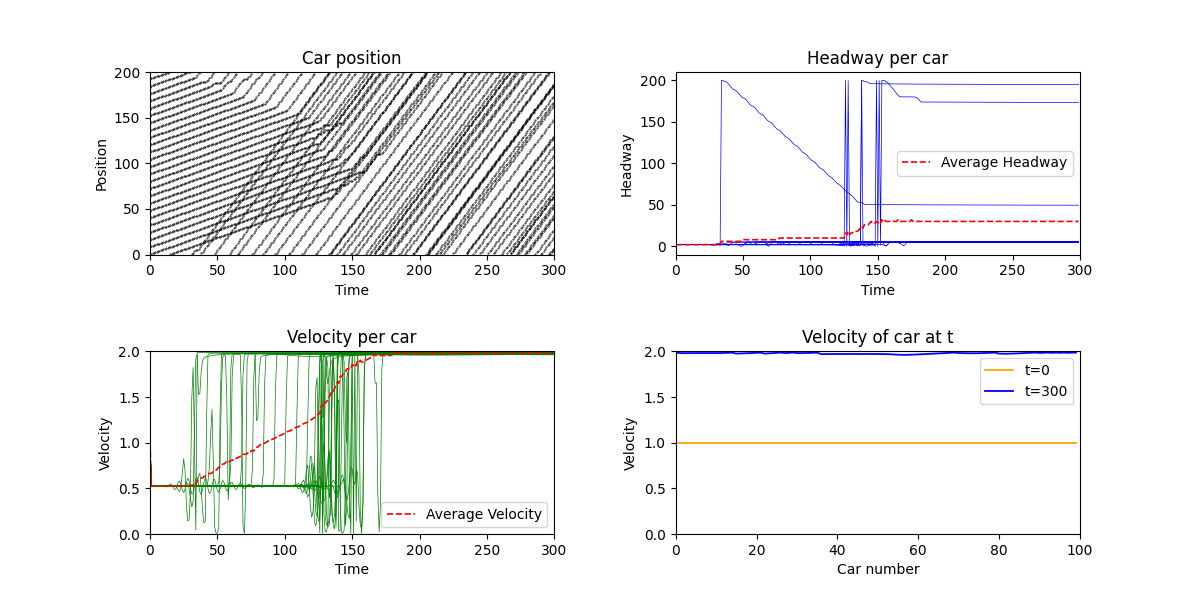 Car position
200
150
100
50
0
Position
0 50 100 150 200 250 300
Time
Headway per car
200
150
100
50
0
Headway
Average Headway
0 50 100 150 200 250 300
Time
Velocity per car
2.0
1.5
1.0
0.5
0.0
Velocity
Average Velocity
0 50 100 150 200 250 300
Time
Velocity of car at t
2.0
1.5
1.0
0.5
0.0
Velocity
t=0
t=300
0 20 40 60 80 100
Car number